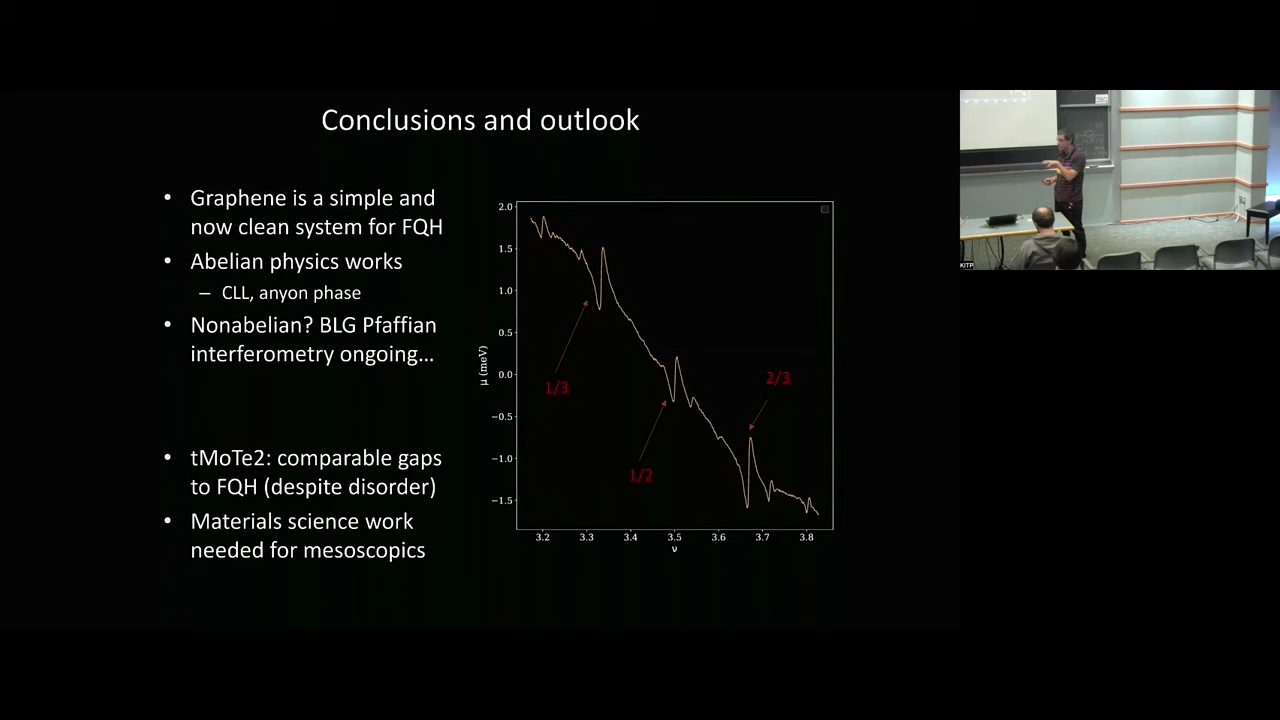 Conclusions and outlook
• Graphene is a simple and
now clean system for FQH
• Abelian physics works
– CLL, anyon phase
• Nonabelian? BLG Pfaffian
interferometry ongoing…
• tMoTe2: comparable gaps
to FQH (despite disorder)
• Materials science work
needed for mesoscopics
2.0
1.5
1.0
0.5
0.0
−0.5
−1.0
−1.5
μ (meV)
1/3
1/2
2/3
3.2 3.3 3.4 3.5 3.6 3.7 3.8
ν
KITP